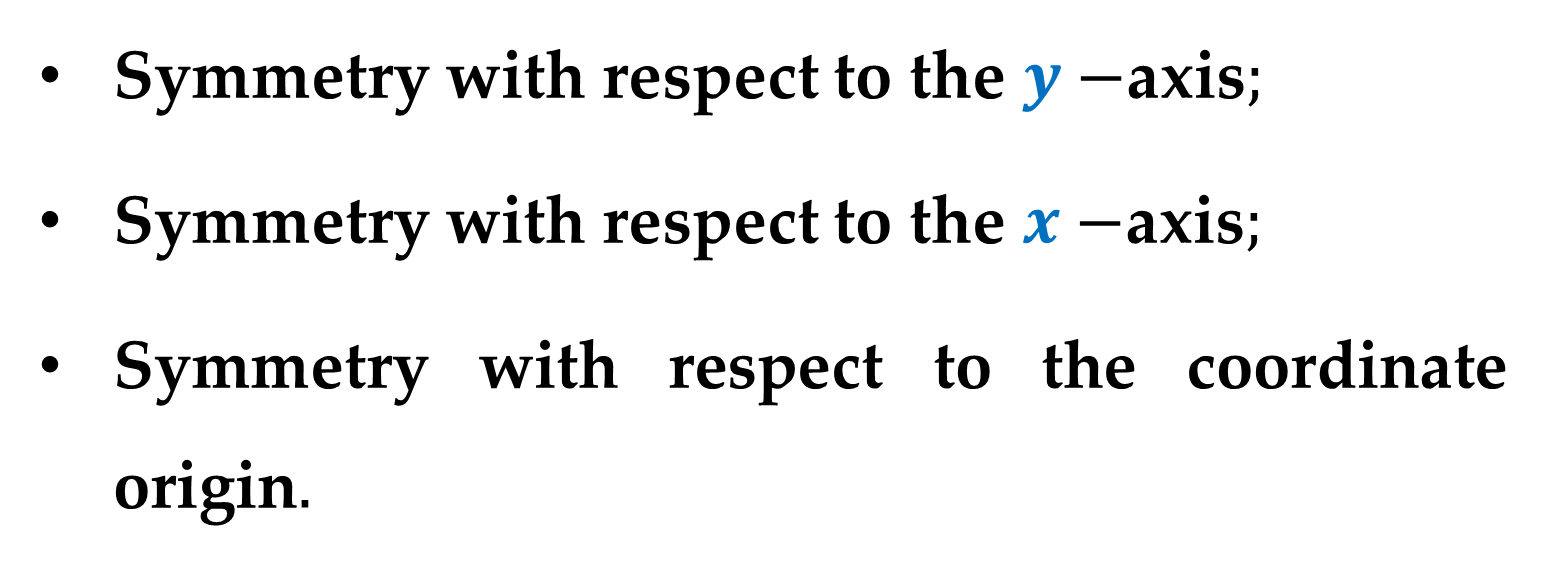 • Symmetry with respect to the y −axis;
• Symmetry with respect to the x −axis;
• Symmetry with respect to the coordinate
origin.